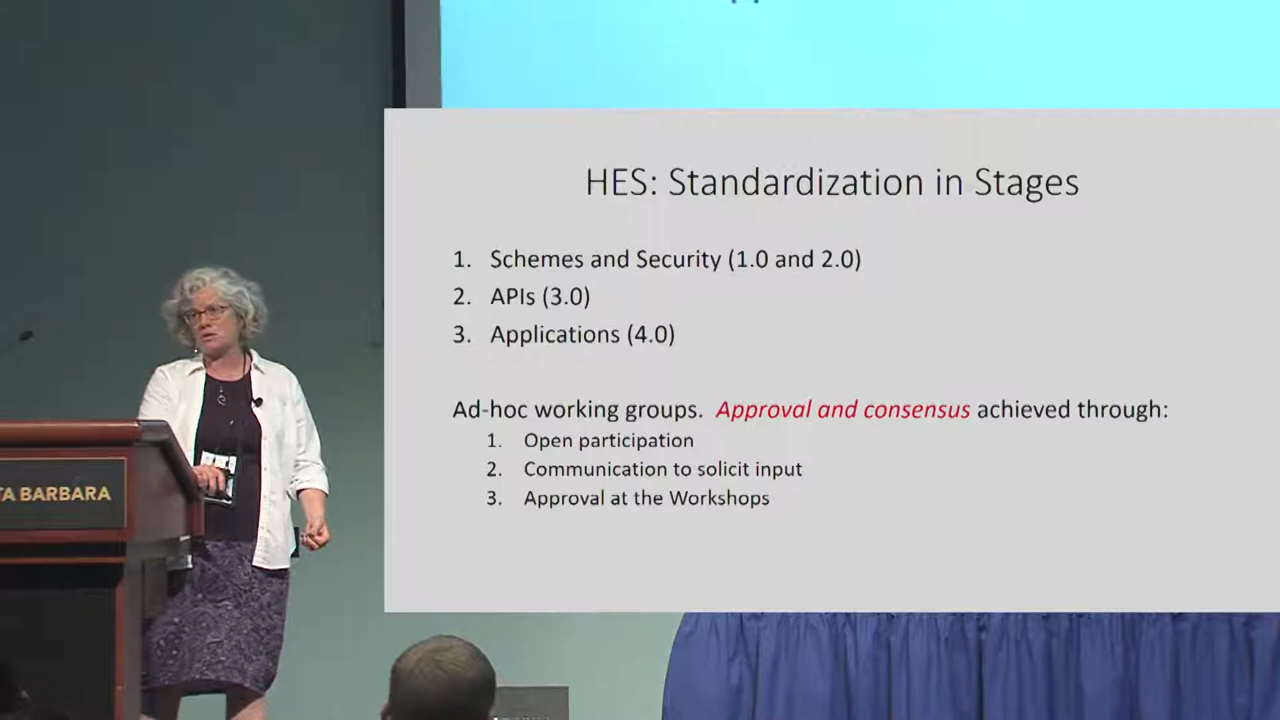 HES: Standardization in Stages
1. Schemes and Security (1.0 and 2.0)
2. APIs (3.0)
3. Applications (4.0)
Ad-hoc working groups. Approval and consensus achieved through:
1. Open participation
2. Communication to solicit input
3. Approval at the Workshops
TA BARBARA